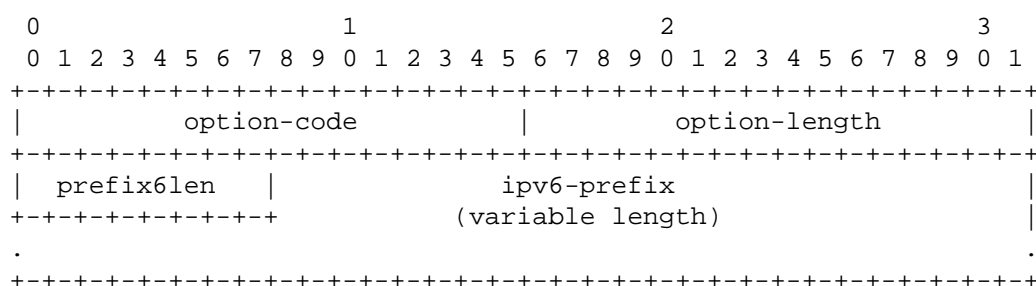 0                   1                   2                   3
 0 1 2 3 4 5 6 7 8 9 0 1 2 3 4 5 6 7 8 9 0 1 2 3 4 5 6 7 8 9 0 1
+-+-+-+-+-+-+-+-+-+-+-+-+-+-+-+-+-+-+-+-+-+-+-+-+-+-+-+-+-+-+-+-+
|          option-code          |         option-length         |
+-+-+-+-+-+-+-+-+-+-+-+-+-+-+-+-+-+-+-+-+-+-+-+-+-+-+-+-+-+-+-+-+
|  prefix6len   |              ipv6-prefix                      |
+-+-+-+-+-+-+-+-+           (variable length)                   |
.                                                               .
+-+-+-+-+-+-+-+-+-+-+-+-+-+-+-+-+-+-+-+-+-+-+-+-+-+-+-+-+-+-+-+-+